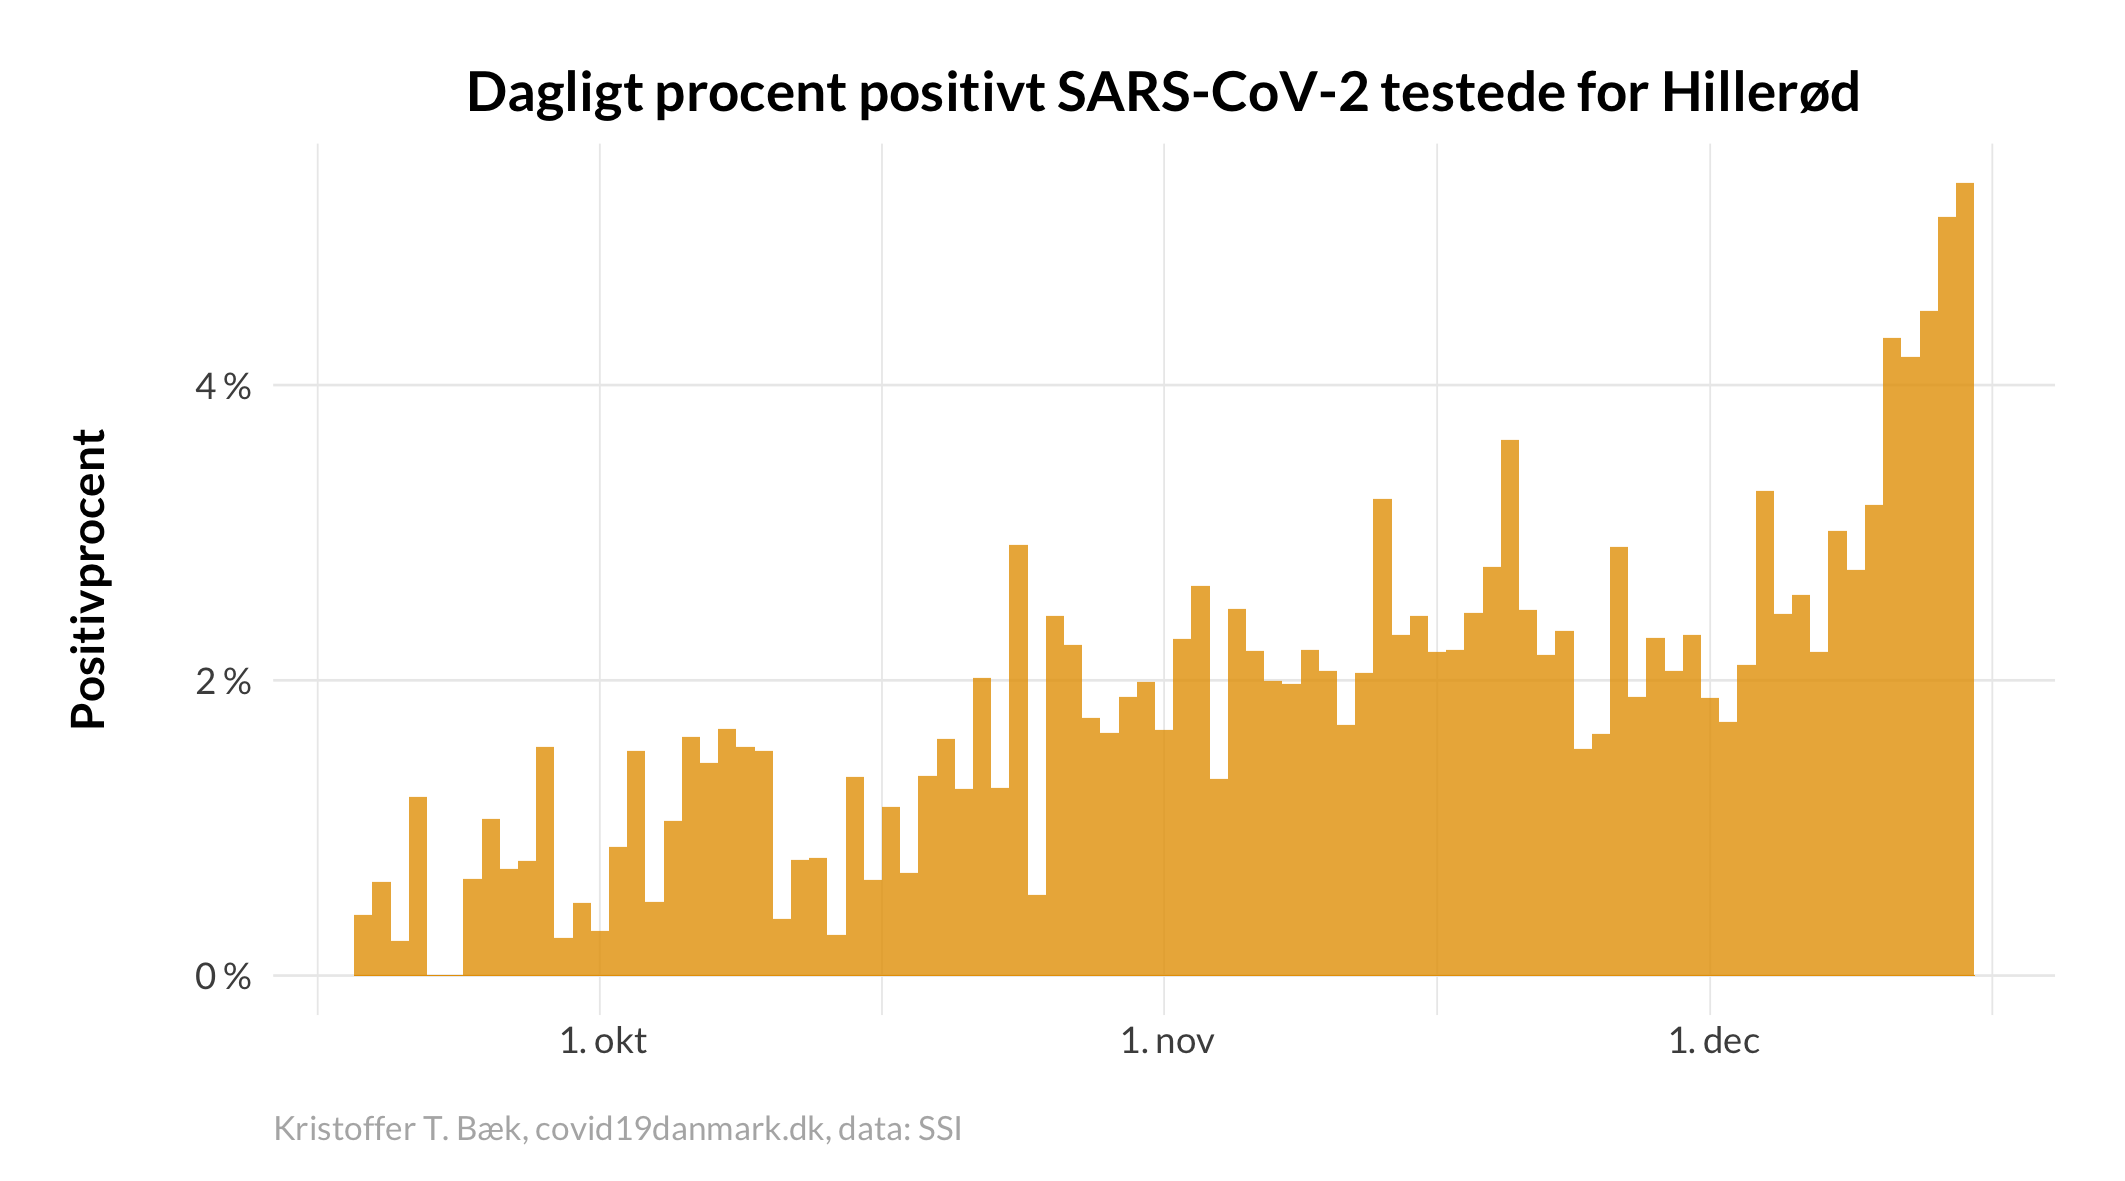 Dagligt procent positivt SARS-CoV-2 testede for Hillerød
Positivprocent
4 %
2 %
0 %
1. okt
1. nov
1. dec
Kristoffer T. Bæk, covid19danmark.dk, data: SSI